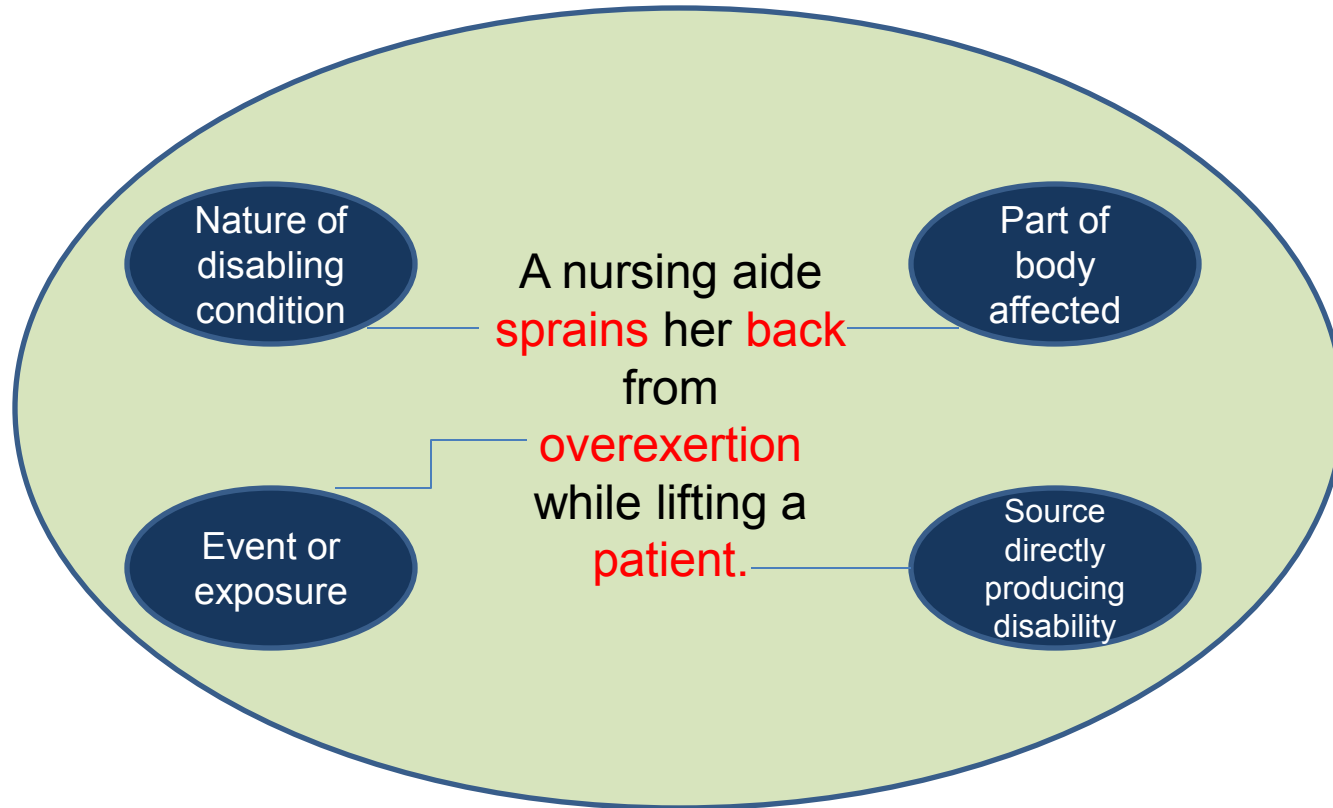 Nature of
disabling
condition
Part of
body
affected
A nursing aide
sprains her back
from
overexertion
while lifting a
patient.
Event or
exposure
Source
directly
producing
disability